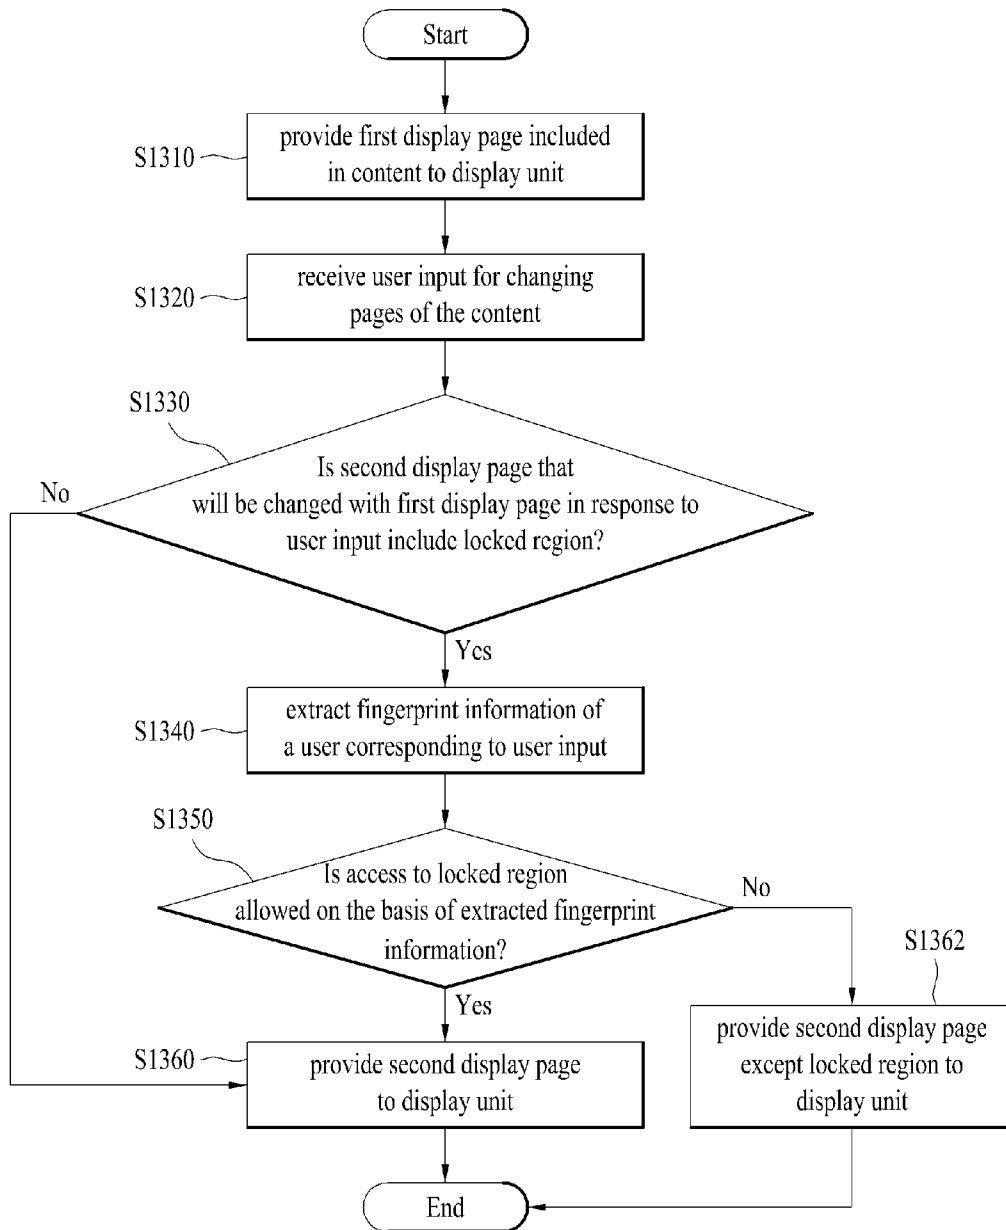 Start
provide first display page included
in content to display unit
S1310
receive user input for changing
pages of the content
S1320
S1330
Is second display page that
will be changed with first display page in response to
user input include locked region?
No
Yes
extract fingerprint information of
a user corresponding to user input
S1340
S1350
Is access to locked region
allowed on the basis of extracted fingerprint
information?
No
Yes
S1362
provide second display page
except locked region to
display unit
S1360
provide second display page
to display unit
End